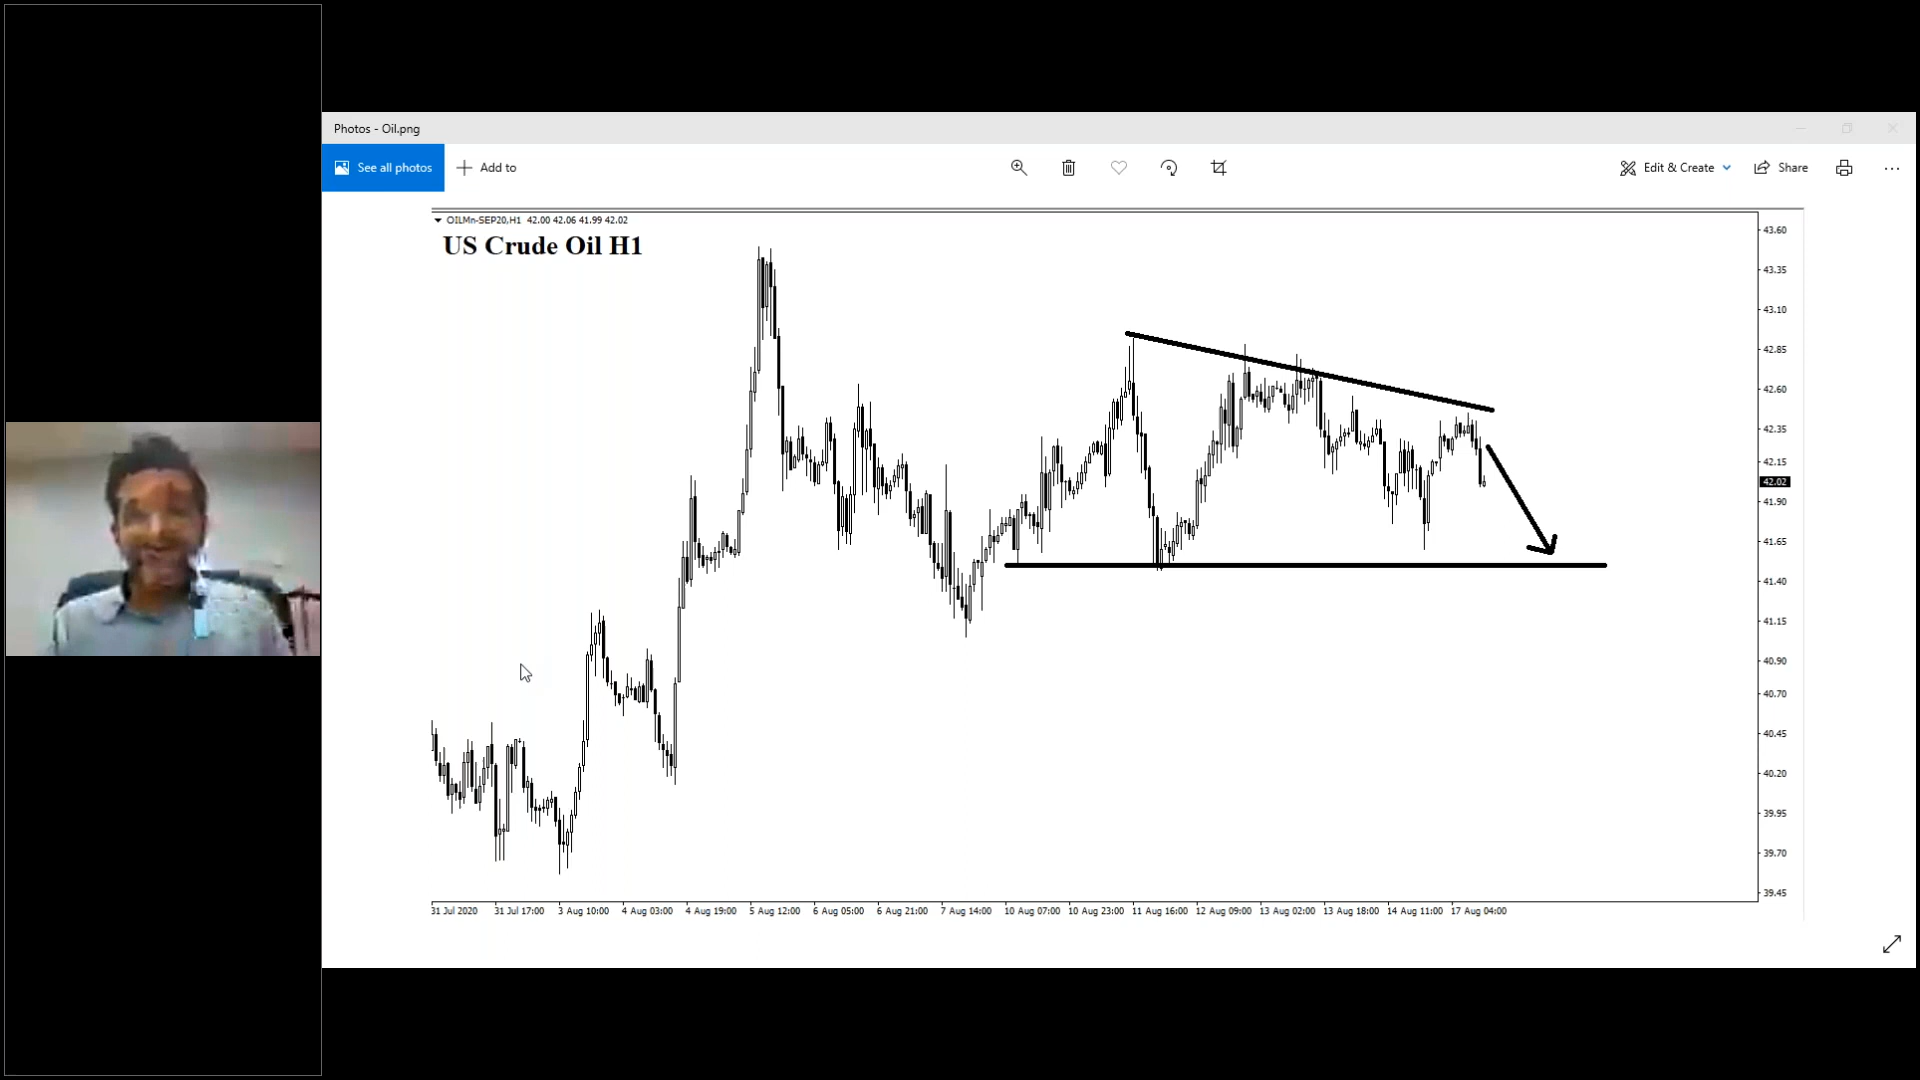 Photos - Oil.png
See all photos
Add to
Edit & Create
Share
OILMn-SEP20,H1 42.00 42.06 41.99 42.02
US Crude Oil H1
43.60
43.35
43.10
42.85
42.60
42.35
42.15
42.02
41.90
41.65
41.40
41.15
40.90
40.70
40.45
40.20
39.95
39.70
39.45
31 Jul 2020 31 Jul 17:00 3 Aug 10:00 4 Aug 03:00 4 Aug 19:00 5 Aug 12:00 6 Aug 05:00 6 Aug 21:00 7 Aug 14:00 10 Aug 07:00 10 Aug 23:00 11 Aug 16:00 12 Aug 09:00 13 Aug 02:00 13 Aug 18:00 14 Aug 11:00 17 Aug 04:00